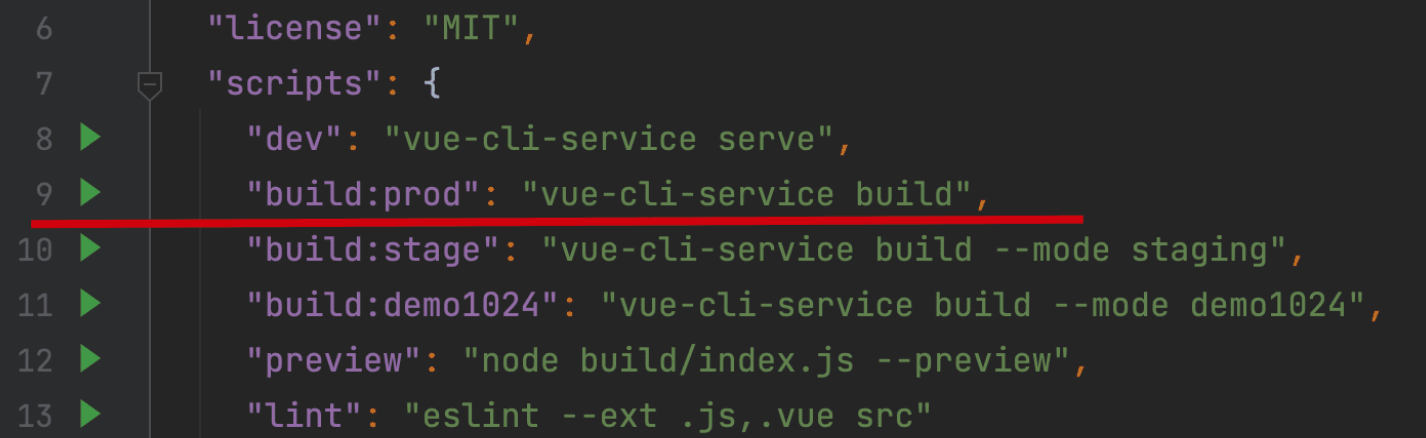 6 "license": "MIT",
7 "scripts": {
8 "dev": "vue-cli-service serve",
9 "build:prod": "vue-cli-service build",
10 "build:stage": "vue-cli-service build --mode staging",
11 "build:demo1024": "vue-cli-service build --mode demo1024",
12 "preview": "node build/index.js --preview",
13 "lint": "eslint --ext .js,.vue src"